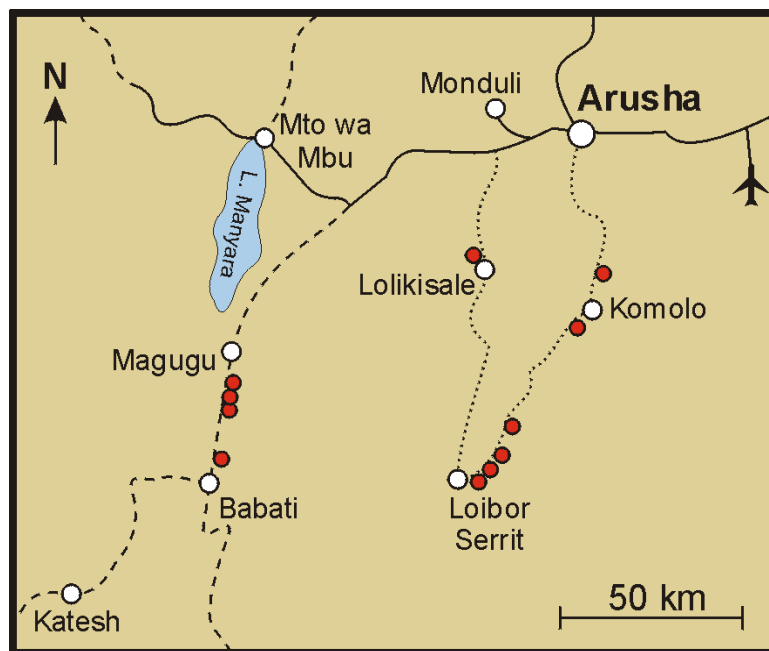 N
Monduli
Arusha
Mto wa
Mbu
L. Manyara
Lolikisale
Komolo
Magugu
Babati
Loibor
Serrit
Katesh
50 km